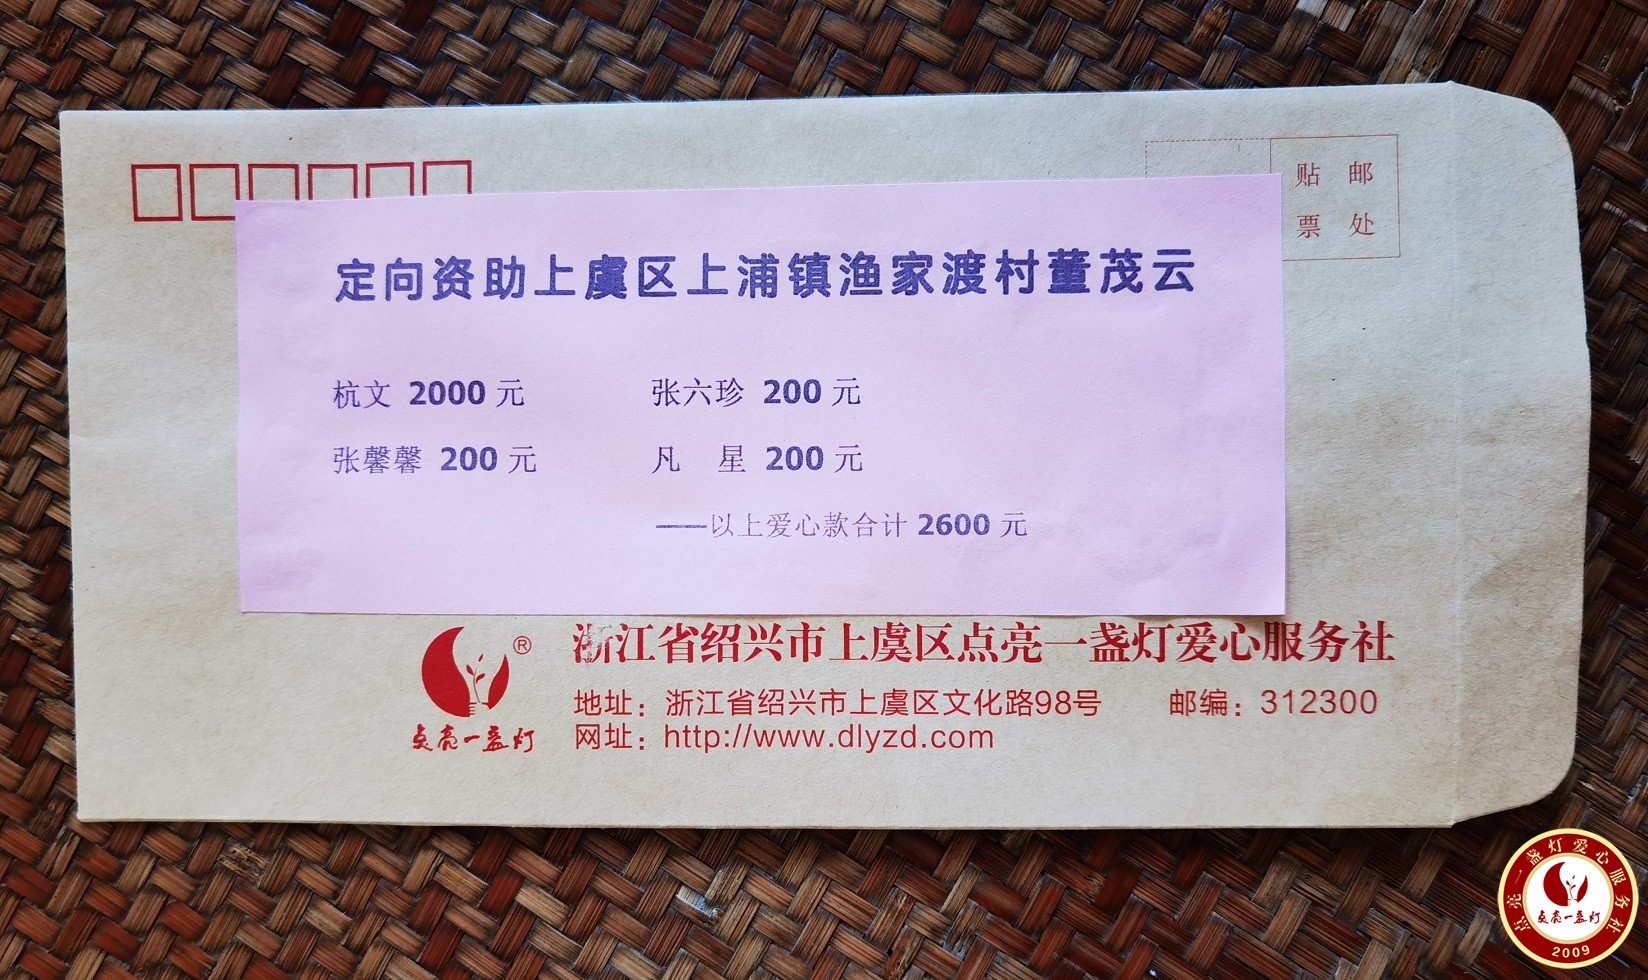 贴 邮
票 处
定向资助上虞区上浦镇渔家渡村董茂云
杭文 2000 元 张六珍 200 元
张馨馨 200 元 凡 星 200 元
——以上爱心款合计 2600 元
®
浙江省绍兴市上虞区点亮一盏灯爱心服务社
地址：浙江省绍兴市上虞区文化路98号 邮编：312300
网址：http://www.dlyzd.com
点亮一盏灯
点亮一盏灯爱心服务社
点亮一盏灯
2009